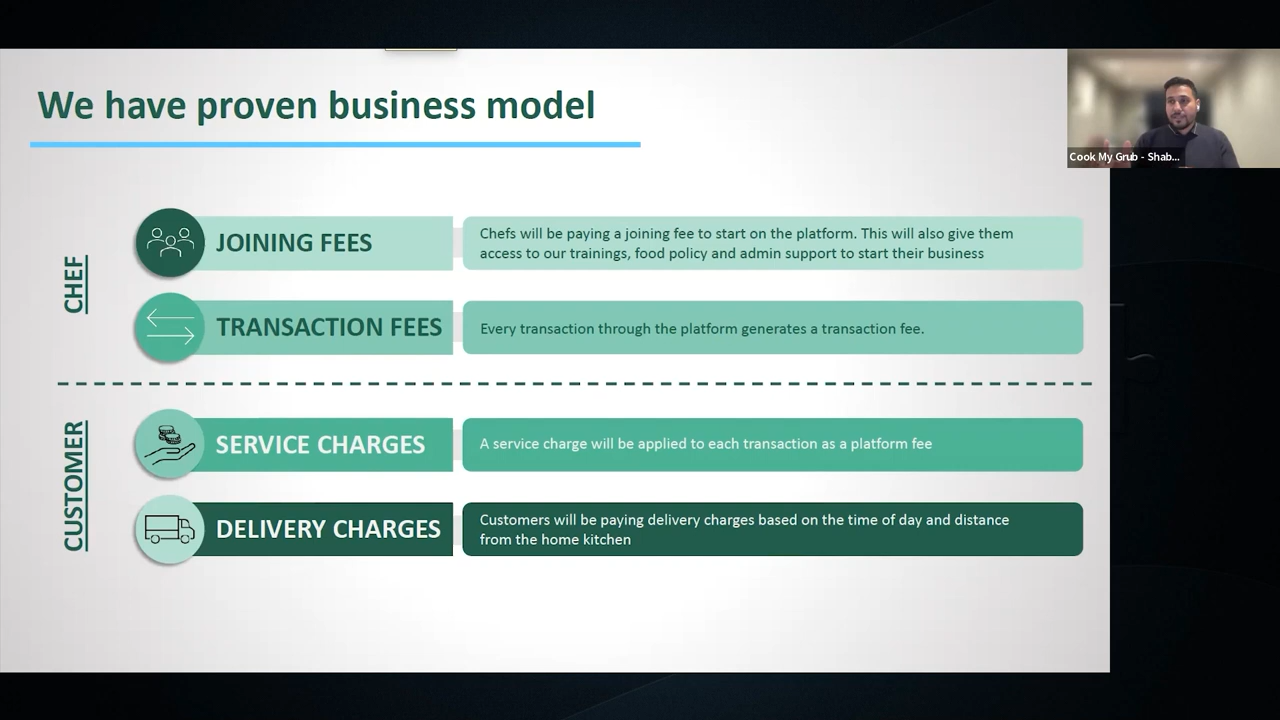 We have proven business model
Cook My Grub - Shab...
CHEF
JOINING FEES
Chefs will be paying a joining fee to start on the platform. This will also give them
access to our trainings, food policy and admin support to start their business
TRANSACTION FEES
Every transaction through the platform generates a transaction fee.
CUSTOMER
SERVICE CHARGES
A service charge will be applied to each transaction as a platform fee
DELIVERY CHARGES
Customers will be paying delivery charges based on the time of day and distance
from the home kitchen